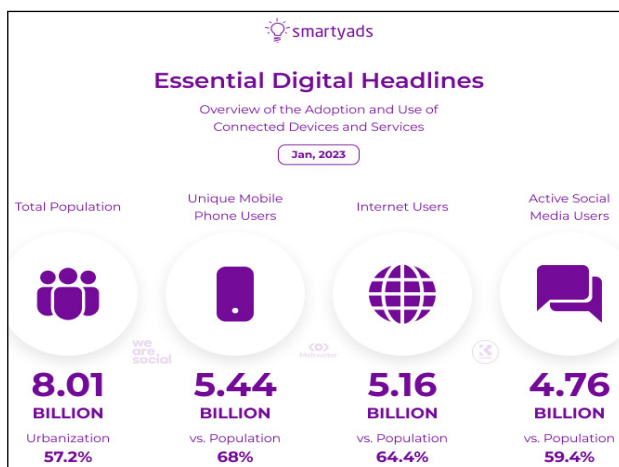 smartyads
Essential Digital Headlines
Overview of the Adoption and Use of
Connected Devices and Services
Jan, 2023
Total Population
Unique Mobile
Phone Users
Internet Users
Active Social
Media Users
we
are
social
Meltwater
8.01
BILLION
Urbanization
57.2%
5.44
BILLION
vs. Population
68%
5.16
BILLION
vs. Population
64.4%
4.76
BILLION
vs. Population
59.4%